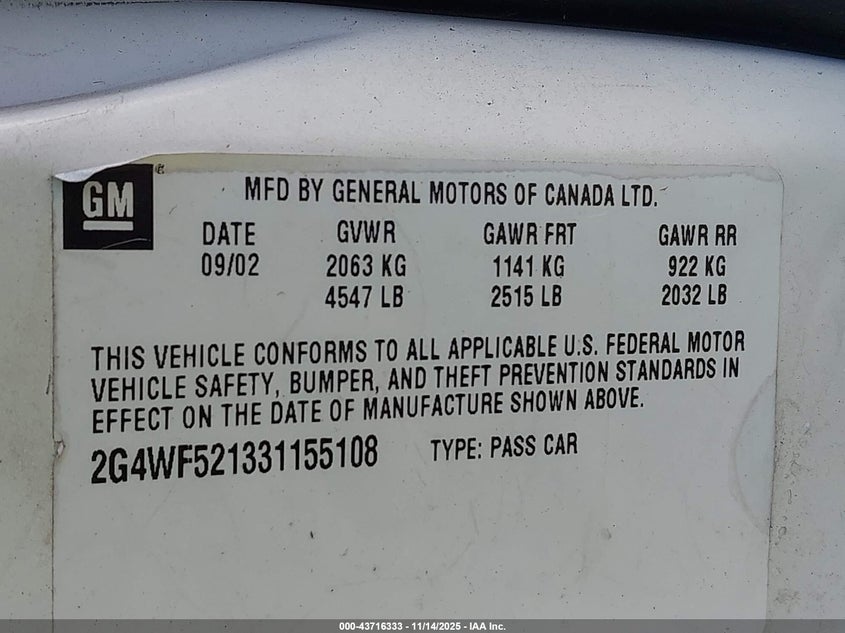 GM
®
MFD BY GENERAL MOTORS OF CANADA LTD.
DATE GVWR GAWR FRT GAWR RR
09/02 2063 KG 1141 KG 922 KG
4547 LB 2515 LB 2032 LB
THIS VEHICLE CONFORMS TO ALL APPLICABLE U.S. FEDERAL MOTOR
VEHICLE SAFETY, BUMPER, AND THEFT PREVENTION STANDARDS IN
EFFECT ON THE DATE OF MANUFACTURE SHOWN ABOVE.
2G4WF521331155108 TYPE: PASS CAR
000-43716333 - 11/14/2025 - IAA Inc.